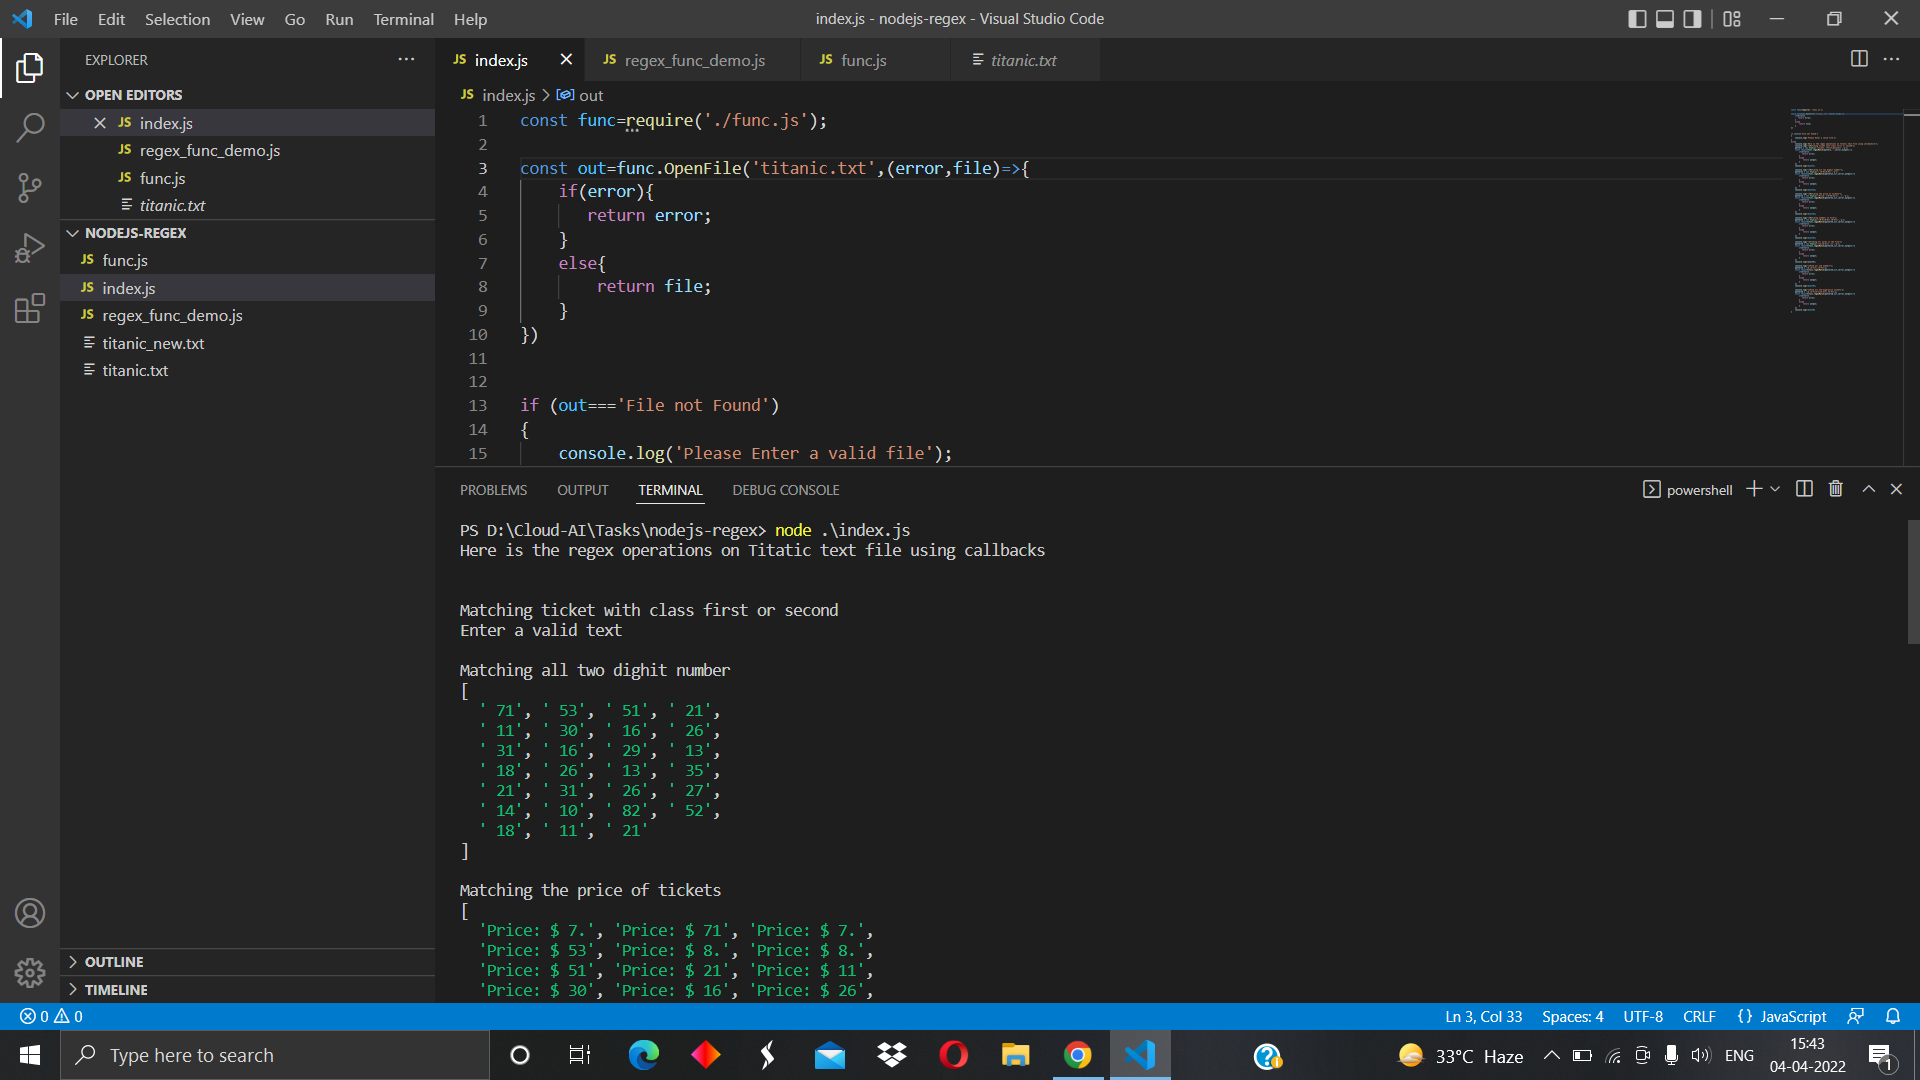 File Edit Selection View Go Run Terminal Help
index.js - nodejs-regex - Visual Studio Code
EXPLORER
OPEN EDITORS
JS index.js
JS regex_func_demo.js
JS func.js
titanic.txt
NODEJS-REGEX
JS func.js
JS index.js
JS regex_func_demo.js
titanic_new.txt
titanic.txt
OUTLINE
TIMELINE
JS index.js
JS regex_func_demo.js
JS func.js
titanic.txt
JS index.js > out
1 const func=require('./func.js');
2
3 const out=func.OpenFile('titanic.txt',(error,file)=>{
4 if(error){
5 return error;
6 }
7 else{
8 return file;
9 }
10 })
11
12
13 if (out==='File not Found')
14 {
15 console.log('Please Enter a valid file');
PROBLEMS OUTPUT TERMINAL DEBUG CONSOLE
powershell
PS D:\Cloud-AI\Tasks\nodejs-regex> node .\index.js
Here is the regex operations on Titatic text file using callbacks
Matching ticket with class first or second
Enter a valid text
Matching all two dighit number
[
' 71', ' 53', ' 51', ' 21',
' 11', ' 30', ' 16', ' 26',
' 31', ' 16', ' 29', ' 13',
' 18', ' 26', ' 13', ' 35',
' 21', ' 31', ' 26', ' 27',
' 14', ' 10', ' 82', ' 52',
' 18', ' 11', ' 21'
]
Matching the price of tickets
[
'Price: $ 7.', 'Price: $ 71', 'Price: $ 7.',
'Price: $ 53', 'Price: $ 8.', 'Price: $ 8.',
'Price: $ 51', 'Price: $ 21', 'Price: $ 11',
'Price: $ 30', 'Price: $ 16', 'Price: $ 26',
0 0
Ln 3, Col 33 Spaces: 4 UTF-8 CRLF {} JavaScript
Type here to search
33°C Haze
ENG
15:43
04-04-2022
1